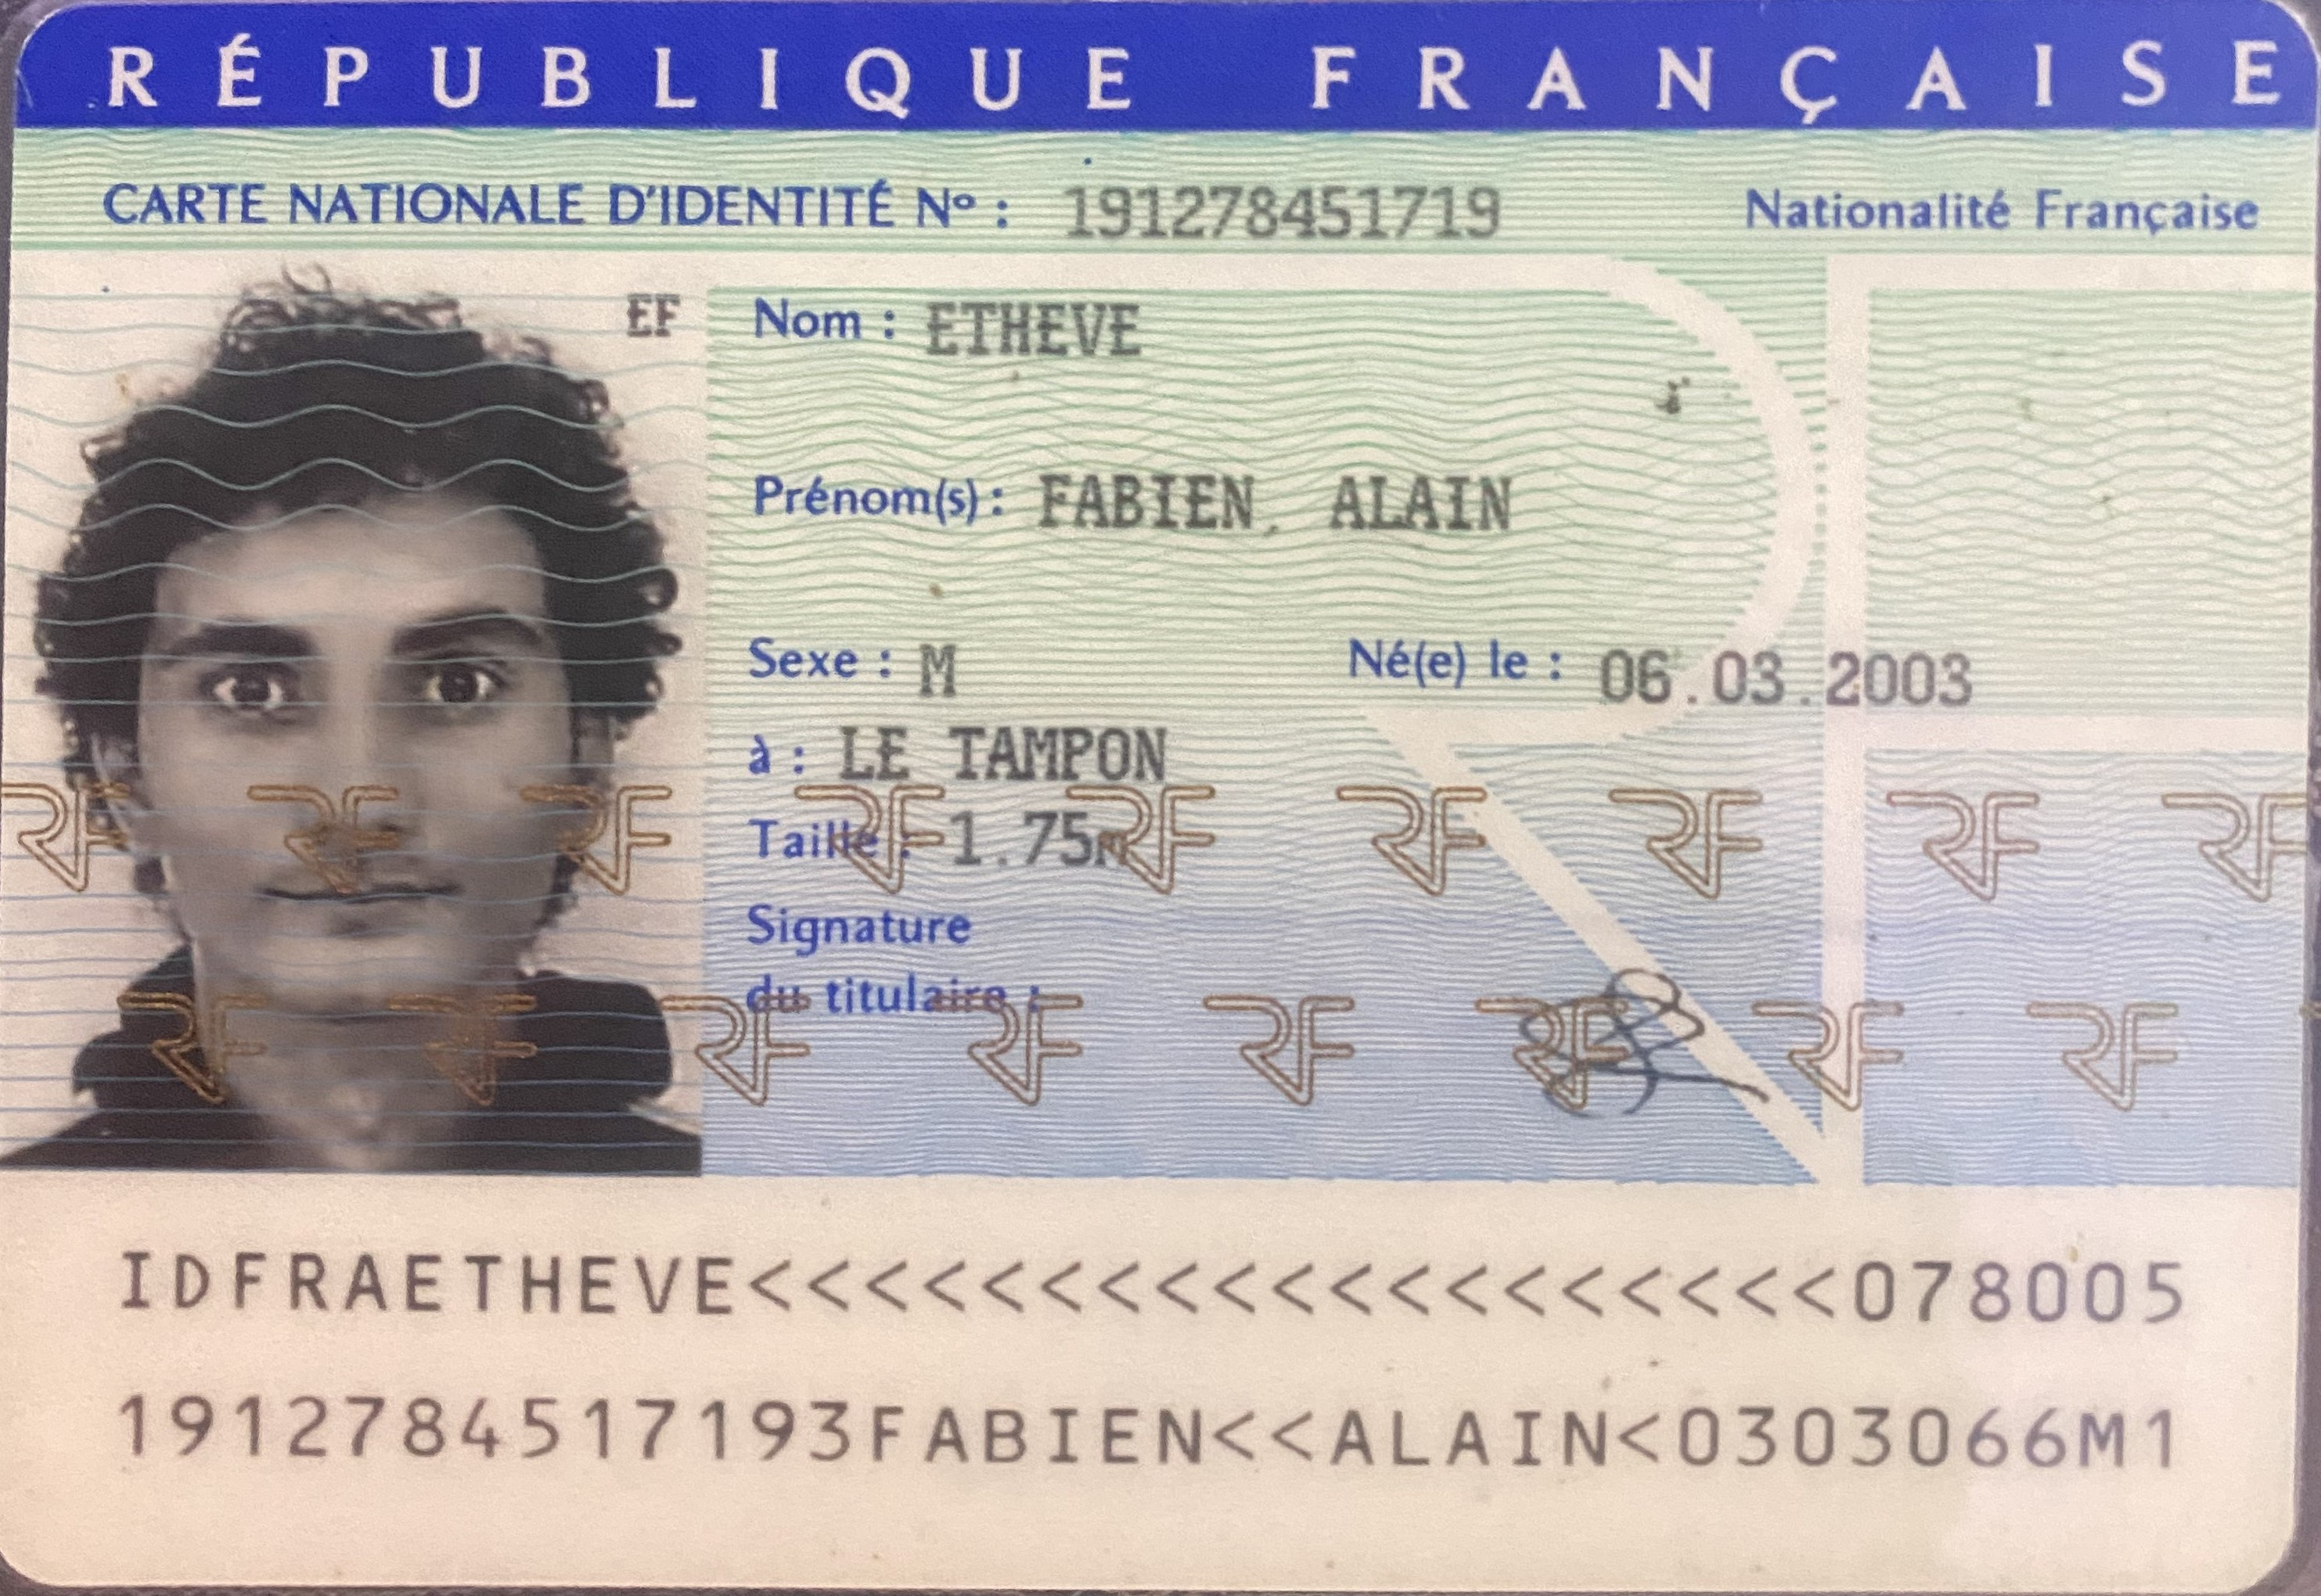 RÉPUBLIQUE FRANÇAISE
CARTE NATIONALE D'IDENTITÉ Nº : 191278451719 Nationalité Française
EF
Nom : ETHEVE
Prénom(s) : FABIEN, ALAIN
Sexe : M Né(e) le : 06.03.2003
à : LE TAMPON
Taille : 1.75m
Signature
du titulaire :
RF RF RF RF RF RF RF RF RF
RF RF RF RF RF RF RF RF
IDFRAETHEVE<<<<<<<<<<<<<<<<<<<078005
1912784517193FABIEN<<ALAIN<0303066M1